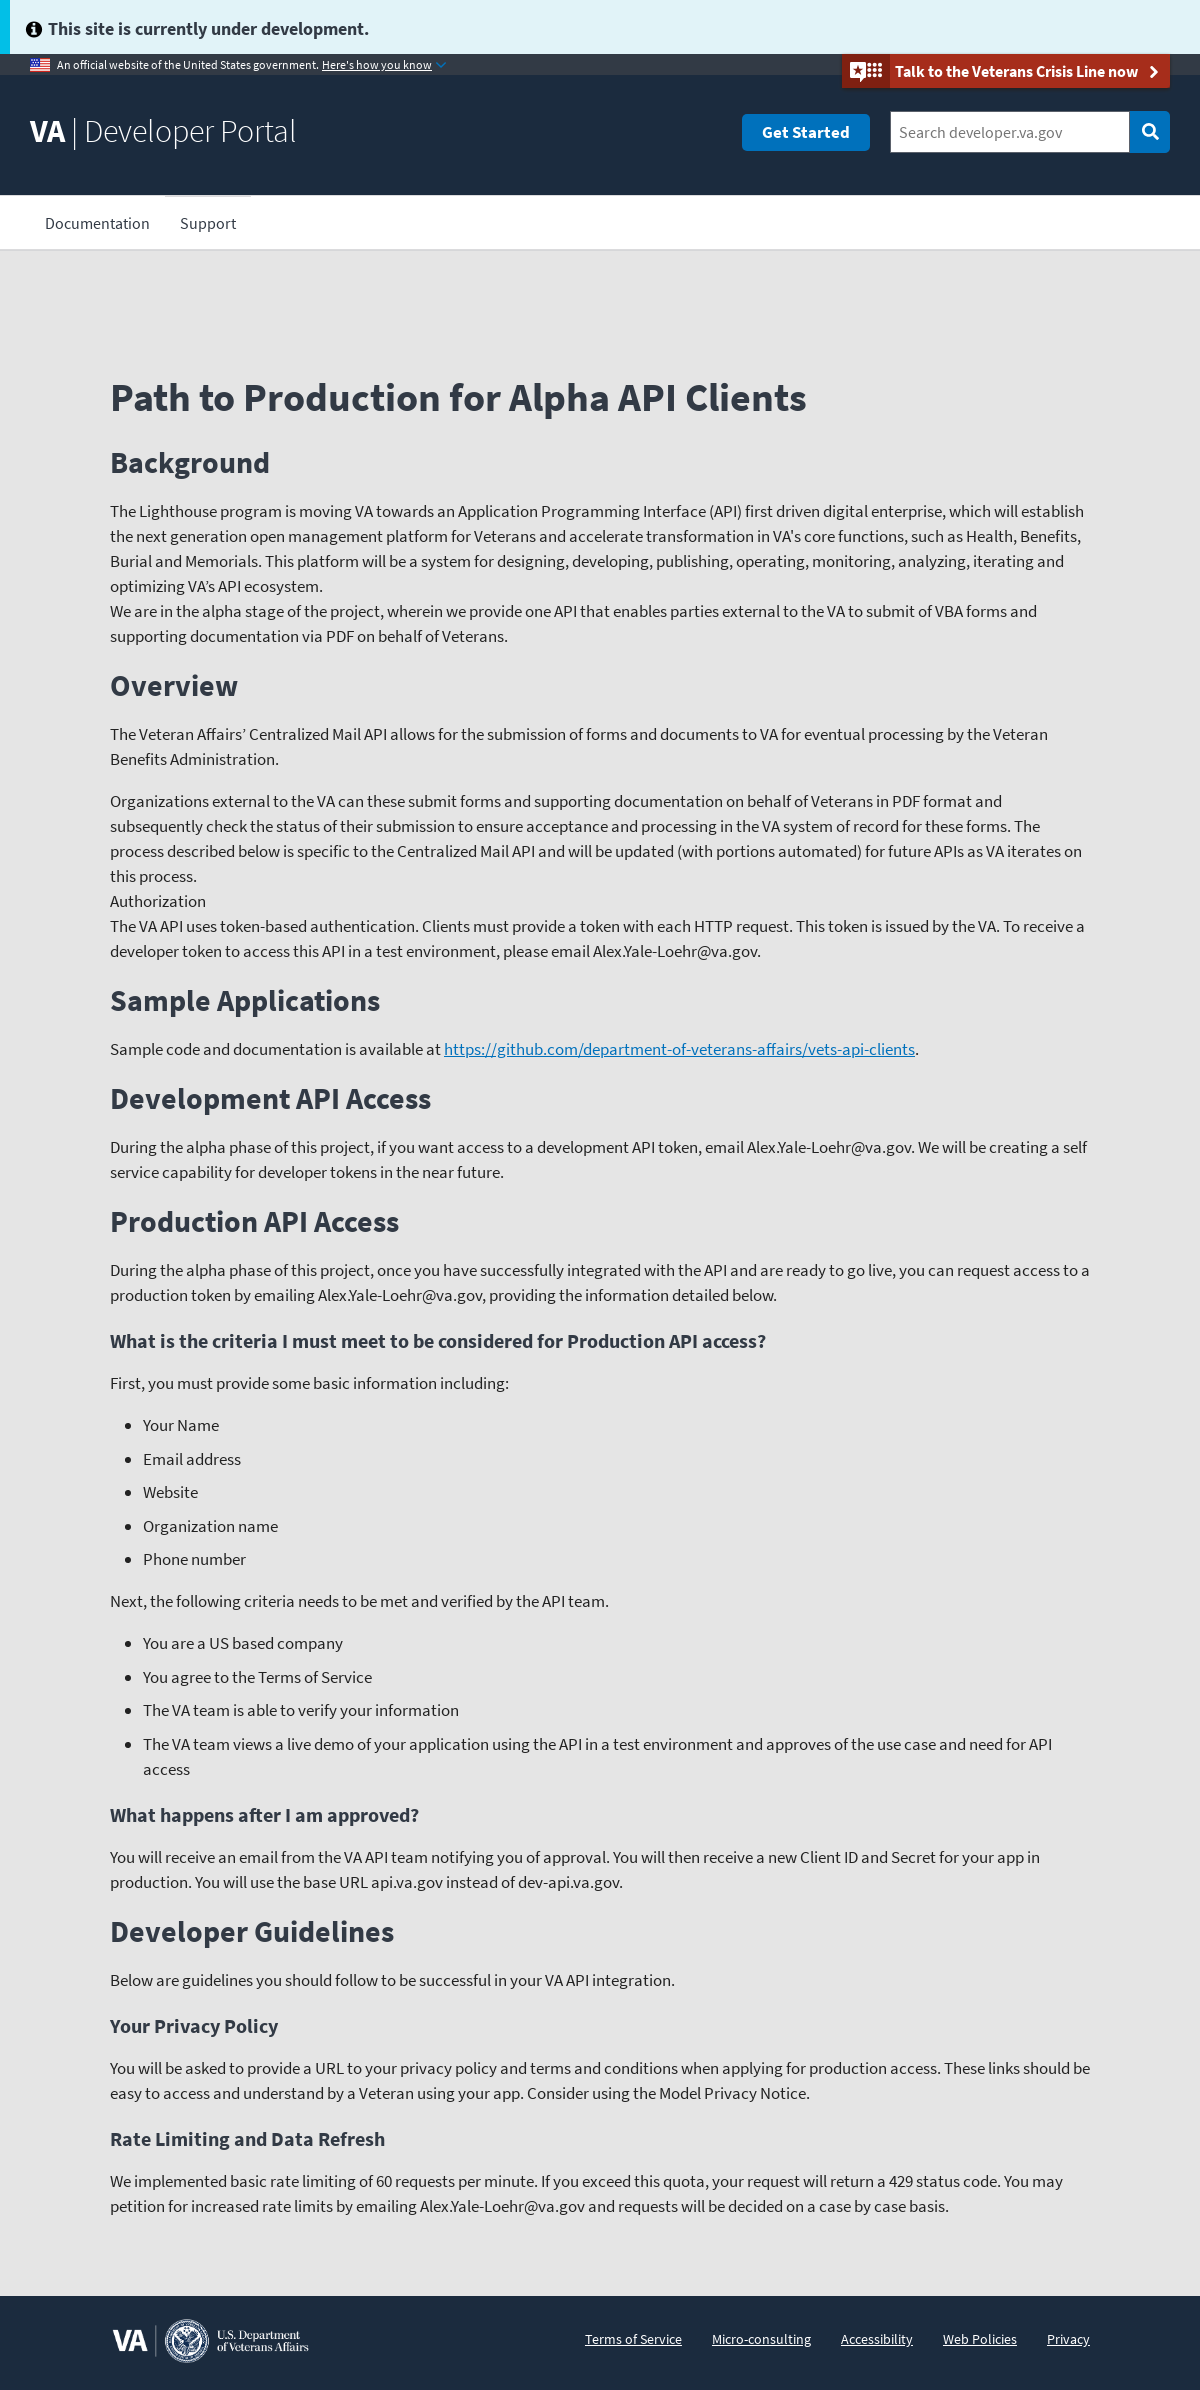 This site is currently under development.
An official website of the United States government. Here's how you know
Talk to the Veterans Crisis Line now
VA | Developer Portal
Get Started
Search developer.va.gov
Documentation
Support
Path to Production for Alpha API Clients
Background
The Lighthouse program is moving VA towards an Application Programming Interface (API) first driven digital enterprise, which will establish
the next generation open management platform for Veterans and accelerate transformation in VA's core functions, such as Health, Benefits,
Burial and Memorials. This platform will be a system for designing, developing, publishing, operating, monitoring, analyzing, iterating and
optimizing VA’s API ecosystem.
We are in the alpha stage of the project, wherein we provide one API that enables parties external to the VA to submit of VBA forms and
supporting documentation via PDF on behalf of Veterans.
Overview
The Veteran Affairs’ Centralized Mail API allows for the submission of forms and documents to VA for eventual processing by the Veteran
Benefits Administration.
Organizations external to the VA can these submit forms and supporting documentation on behalf of Veterans in PDF format and
subsequently check the status of their submission to ensure acceptance and processing in the VA system of record for these forms. The
process described below is specific to the Centralized Mail API and will be updated (with portions automated) for future APIs as VA iterates on
this process.
Authorization
The VA API uses token-based authentication. Clients must provide a token with each HTTP request. This token is issued by the VA. To receive a
developer token to access this API in a test environment, please email Alex.Yale-Loehr@va.gov.
Sample Applications
Sample code and documentation is available at https://github.com/department-of-veterans-affairs/vets-api-clients.
Development API Access
During the alpha phase of this project, if you want access to a development API token, email Alex.Yale-Loehr@va.gov. We will be creating a self
service capability for developer tokens in the near future.
Production API Access
During the alpha phase of this project, once you have successfully integrated with the API and are ready to go live, you can request access to a
production token by emailing Alex.Yale-Loehr@va.gov, providing the information detailed below.
What is the criteria I must meet to be considered for Production API access?
First, you must provide some basic information including:
Your Name
Email address
Website
Organization name
Phone number
Next, the following criteria needs to be met and verified by the API team.
You are a US based company
You agree to the Terms of Service
The VA team is able to verify your information
The VA team views a live demo of your application using the API in a test environment and approves of the use case and need for API
access
What happens after I am approved?
You will receive an email from the VA API team notifying you of approval. You will then receive a new Client ID and Secret for your app in
production. You will use the base URL api.va.gov instead of dev-api.va.gov.
Developer Guidelines
Below are guidelines you should follow to be successful in your VA API integration.
Your Privacy Policy
You will be asked to provide a URL to your privacy policy and terms and conditions when applying for production access. These links should be
easy to access and understand by a Veteran using your app. Consider using the Model Privacy Notice.
Rate Limiting and Data Refresh
We implemented basic rate limiting of 60 requests per minute. If you exceed this quota, your request will return a 429 status code. You may
petition for increased rate limits by emailing Alex.Yale-Loehr@va.gov and requests will be decided on a case by case basis.
VA
U.S. Department
of Veterans Affairs
Terms of Service
Micro-consulting
Accessibility
Web Policies
Privacy